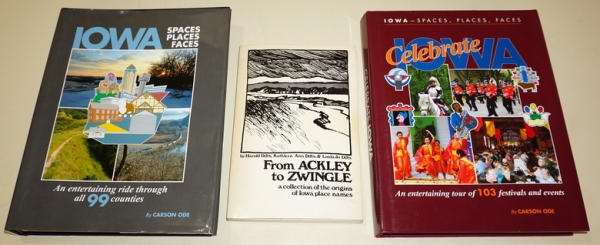 IOWA
SPACES
PLACES
FACES
An entertaining ride through
all 99 counties
By CARSON ODE
by Harold Dilts, Katherine Ann Dilts, & Linda Jo Dilts
From ACKLEY
to ZWINGLE
a collection of the origins
of Iowa place names
IOWA – SPACES, PLACES, FACES
Celebrate
IOWA
An entertaining tour of 103 festivals and events
By CARSON ODE